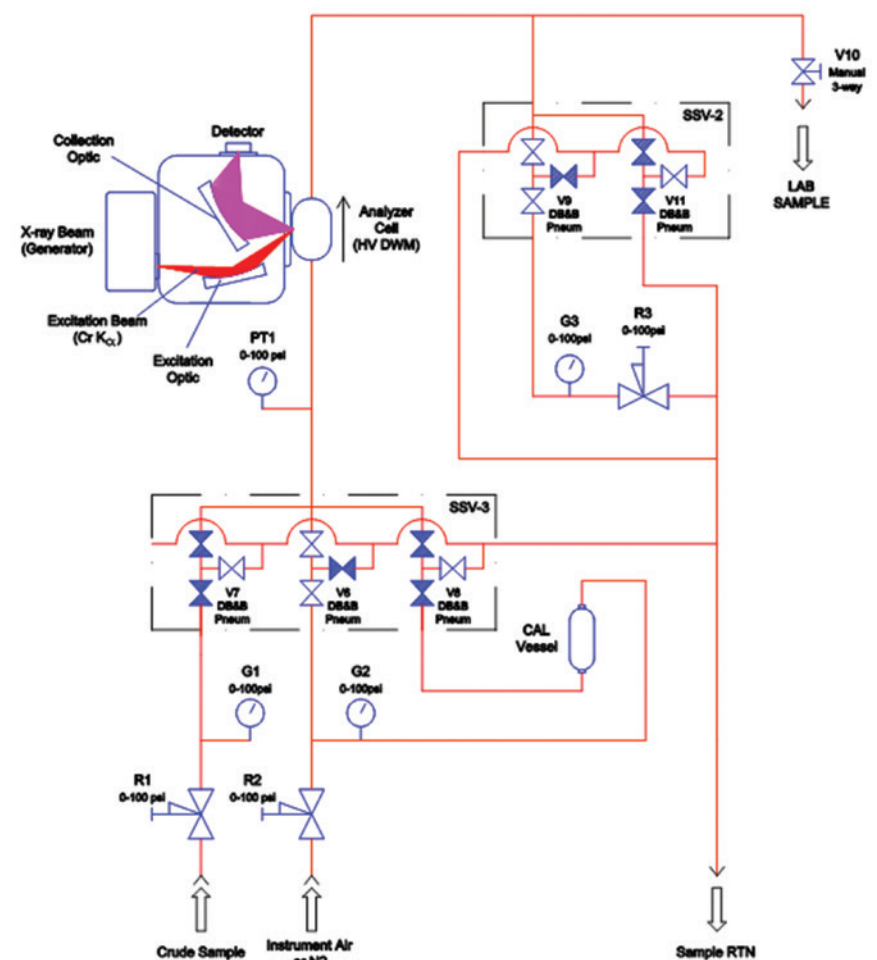 V10
Manual
3-way
SSV-2
Detector
Collection
Optic
LAB
SAMPLE
V9
DB&B
Pneum
V11
DB&B
Pneum
X-ray Beam
(Generator)
Analyzer
Cell
(HV DWM)
Excitation Beam
(Cr Kα)
Excitation
Optic
PT1
0-100 psi
G3
0-100psi
R3
0-100psi
SSV-3
V7
DB&B
Pneum
V6
DB&B
Pneum
V8
DB&B
Pneum
CAL
Vessel
G1
0-100psi
G2
0-100psi
R1
0-100 psi
R2
0-100 psi
Crude Sample
Instrument Air
or N2
Sample RTN